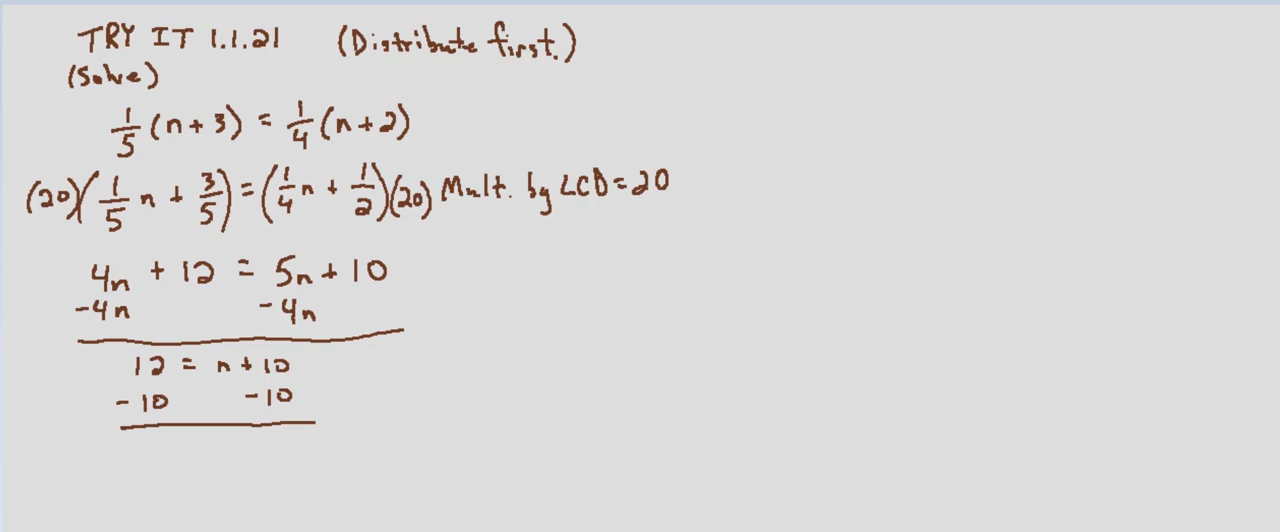 TRY IT 1.1.21 (Distribute first.)
(Solve)
1/5 (n + 3) = 1/4 (n + 2)
(20)(1/5 n + 3/5) = (1/4 n + 1/2)(20) Mult. by LCD = 20
4n + 12 = 5n + 10
-4n -4n
12 = n + 10
-10 -10